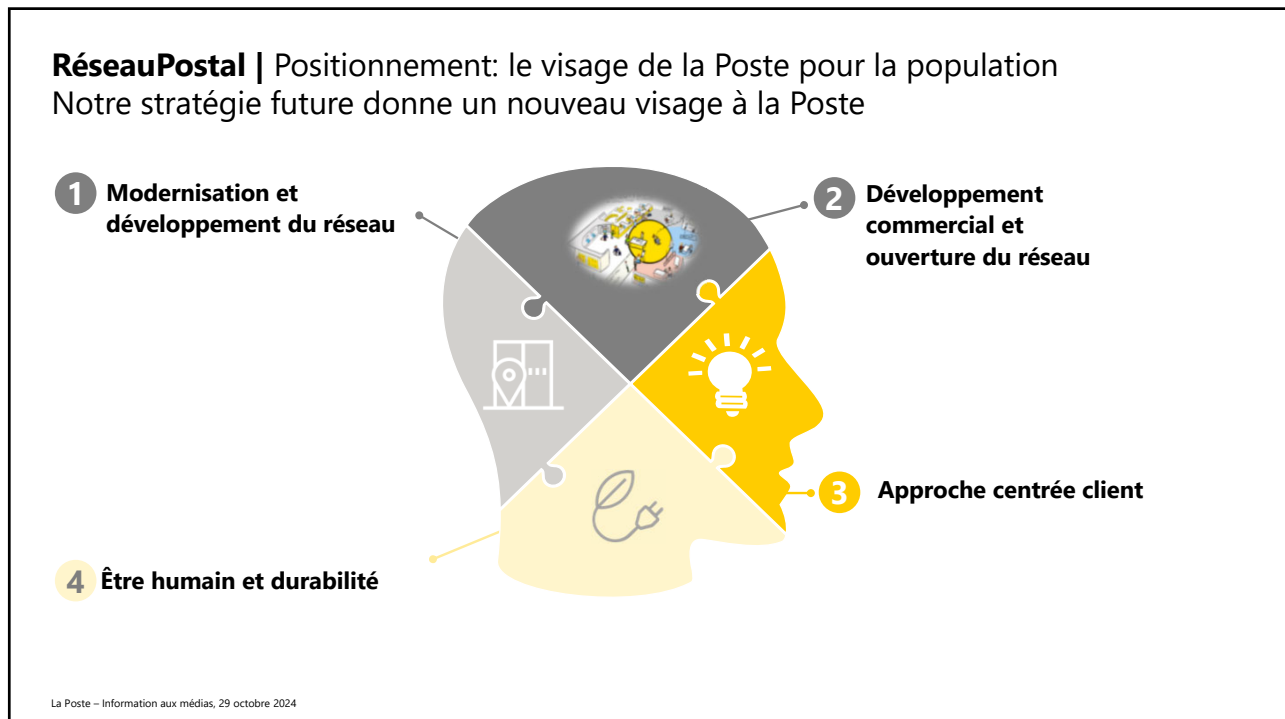 RéseauPostal | Positionnement: le visage de la Poste pour la population
Notre stratégie future donne un nouveau visage à la Poste
1 Modernisation et
développement du réseau
2 Développement
commercial et
ouverture du réseau
3 Approche centrée client
4 Être humain et durabilité
La Poste – Information aux médias, 29 octobre 2024